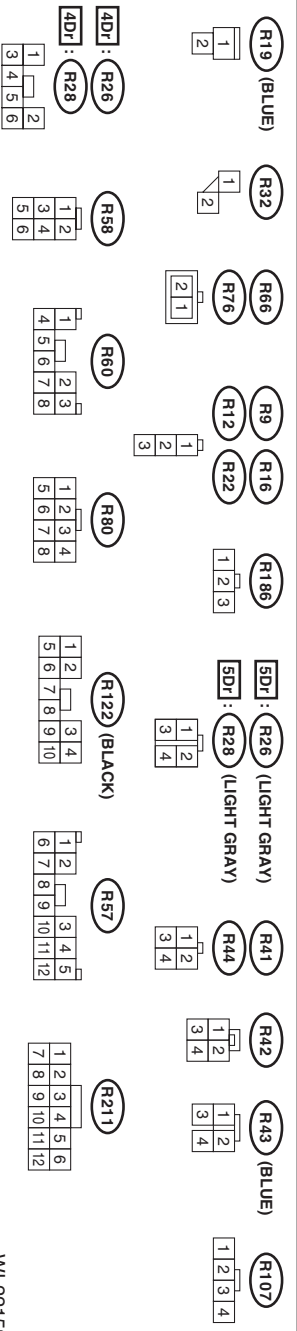 R19 (BLUE) R32 R66 R9 R16 R186 5Dr : R26 (LIGHT GRAY) R41 R42 R43 (BLUE) R107
R76 R12 R22 5Dr : R28 (LIGHT GRAY) R44
1 1 2 1 1 1 2 3 1 2 1 2 1 2 1 2 1 2 3 4
2 2 2 3 4 3 4 3 4 3 4
3
4Dr : R26 R58 R60 R80 R122 (BLACK) R57 R211
4Dr : R28
1 2 1 2 1 2 3 1 2 3 4 1 2 3 4 1 2 3 4 5 1 2 3 4 5 6
3 4 5 6 3 4 4 5 6 7 8 5 6 7 8 5 6 7 8 9 10 6 7 8 9 10 11 12 7 8 9 10 11 12
5 6